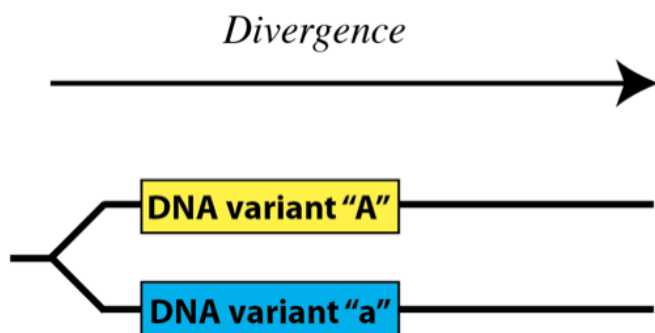 Divergence
DNA variant “A”
DNA variant “a”